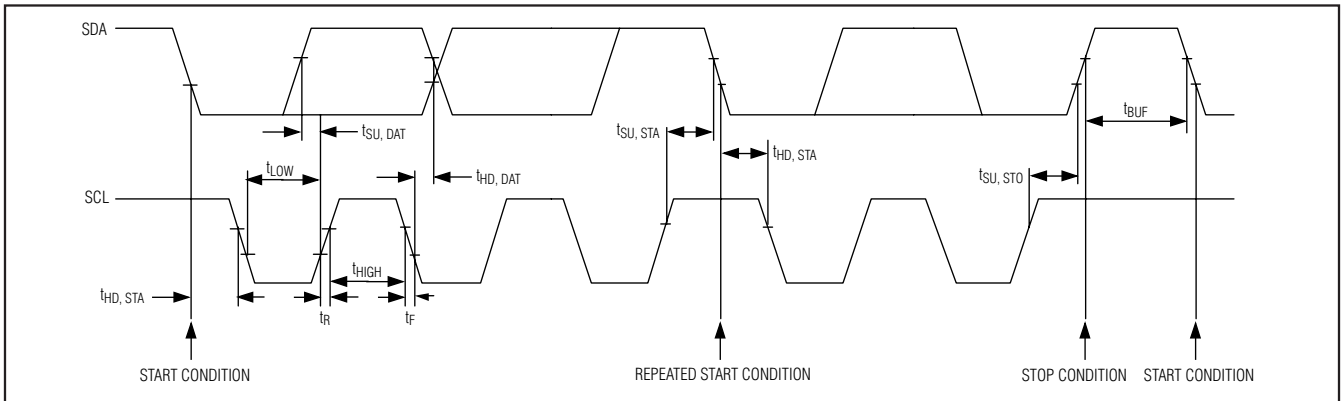 SDA
tSU, DAT
tSU, STA
tBUF
tHD, STA
tLOW
tHD, DAT
tSU, STO
SCL
tHIGH
tHD, STA
tR
tF
START CONDITION
REPEATED START CONDITION
STOP CONDITION
START CONDITION